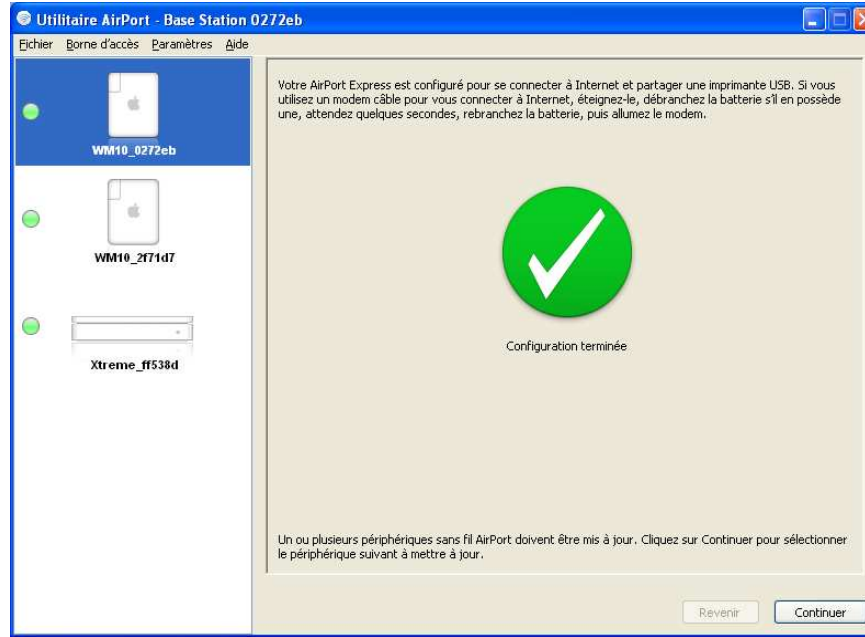 Utilitaire AirPort - Base Station 0272eb
Fichier Borne d'accès Paramètres Aide
WM10_0272eb
WM10_2f71d7
Xtreme_ff538d
Votre AirPort Express est configuré pour se connecter à Internet et partager une imprimante USB. Si vous
utilisez un modem câble pour vous connecter à Internet, éteignez-le, débranchez la batterie s'il en possède
une, attendez quelques secondes, rebranchez la batterie, puis allumez le modem.
Configuration terminée
Un ou plusieurs périphériques sans fil AirPort doivent être mis à jour. Cliquez sur Continuer pour sélectionner
le périphérique suivant à mettre à jour.
Revenir Continuer